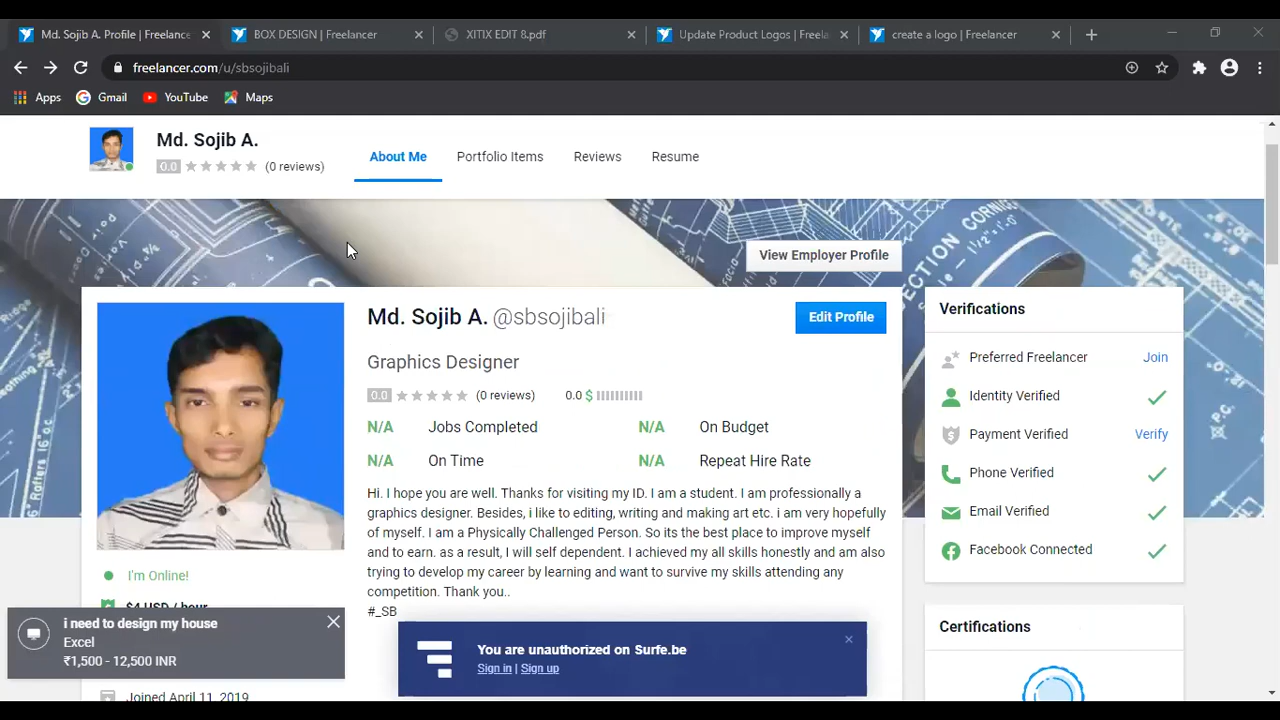 Md. Sojib A. Profile | Freelance
BOX DESIGN | Freelancer
XITIX EDIT 8.pdf
Update Product Logos | Freela
create a logo | Freelancer
freelancer.com/u/sbsojibali
Apps
Gmail
YouTube
Maps
Md. Sojib A.
0.0 (0 reviews)
About Me
Portfolio Items
Reviews
Resume
View Employer Profile
Md. Sojib A. @sbsojibali
Edit Profile
Graphics Designer
0.0 (0 reviews) 0.0 $
N/A Jobs Completed N/A On Budget
N/A On Time N/A Repeat Hire Rate
Hi. I hope you are well. Thanks for visiting my ID. I am a student. I am professionally a
graphics designer. Besides, i like to editing, writing and making art etc. i am very hopefully
of myself. I am a Physically Challenged Person. So its the best place to improve myself
and to earn. as a result, I will self dependent. I achieved my all skills honestly and am also
trying to develop my career by learning and want to survive my skills attending any
competition. Thank you..
#_SB
I'm Online!
$4 USD / hour
Joined April 11, 2019
Verifications
Preferred Freelancer Join
Identity Verified
Payment Verified Verify
Phone Verified
Email Verified
Facebook Connected
Certifications
i need to design my house
Excel
₹1,500 - 12,500 INR
You are unauthorized on Surfe.be
Sign in | Sign up